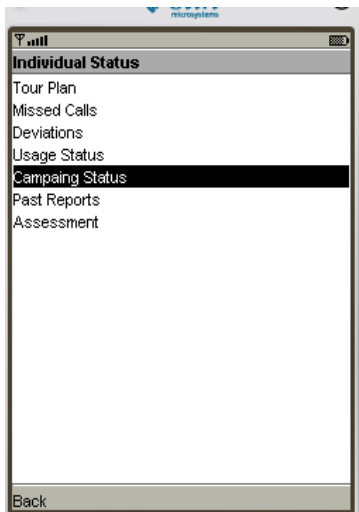 microsystems
Individual Status
Tour Plan
Missed Calls
Deviations
Usage Status
Campaing Status
Past Reports
Assessment
Back